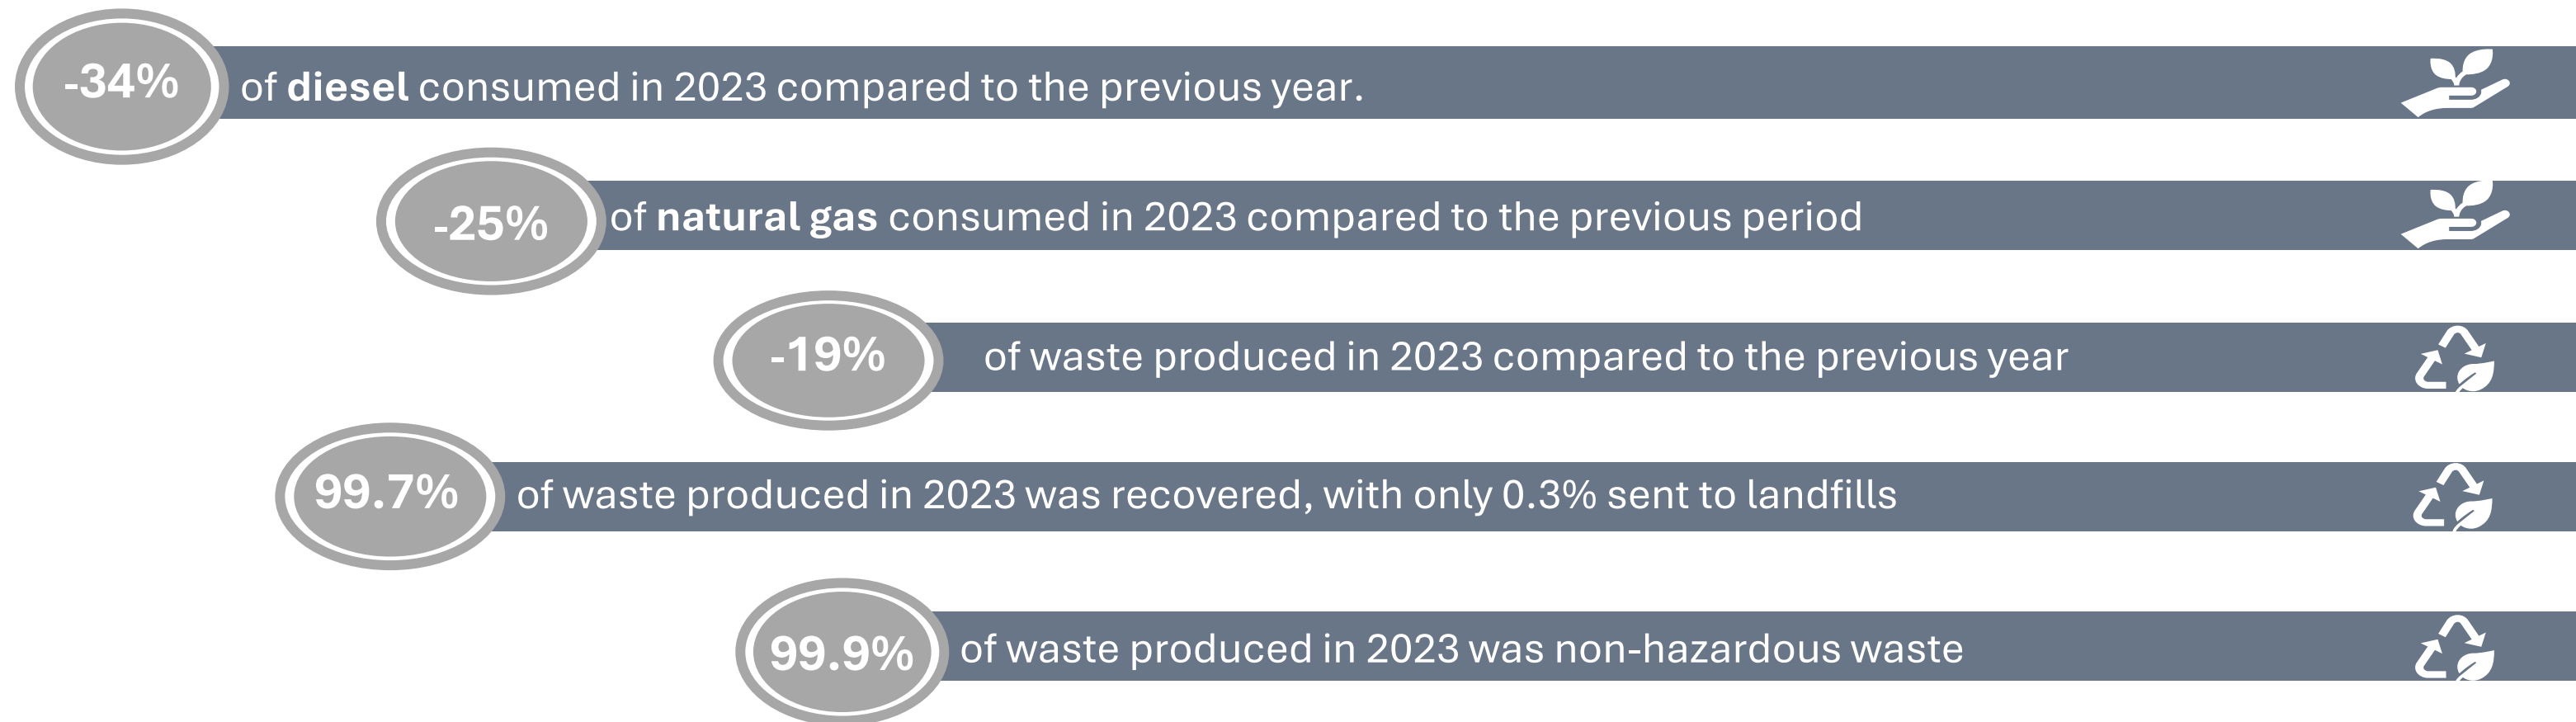 -34% of diesel consumed in 2023 compared to the previous year.
-25% of natural gas consumed in 2023 compared to the previous period
-19% of waste produced in 2023 compared to the previous year
99.7% of waste produced in 2023 was recovered, with only 0.3% sent to landfills
99.9% of waste produced in 2023 was non-hazardous waste